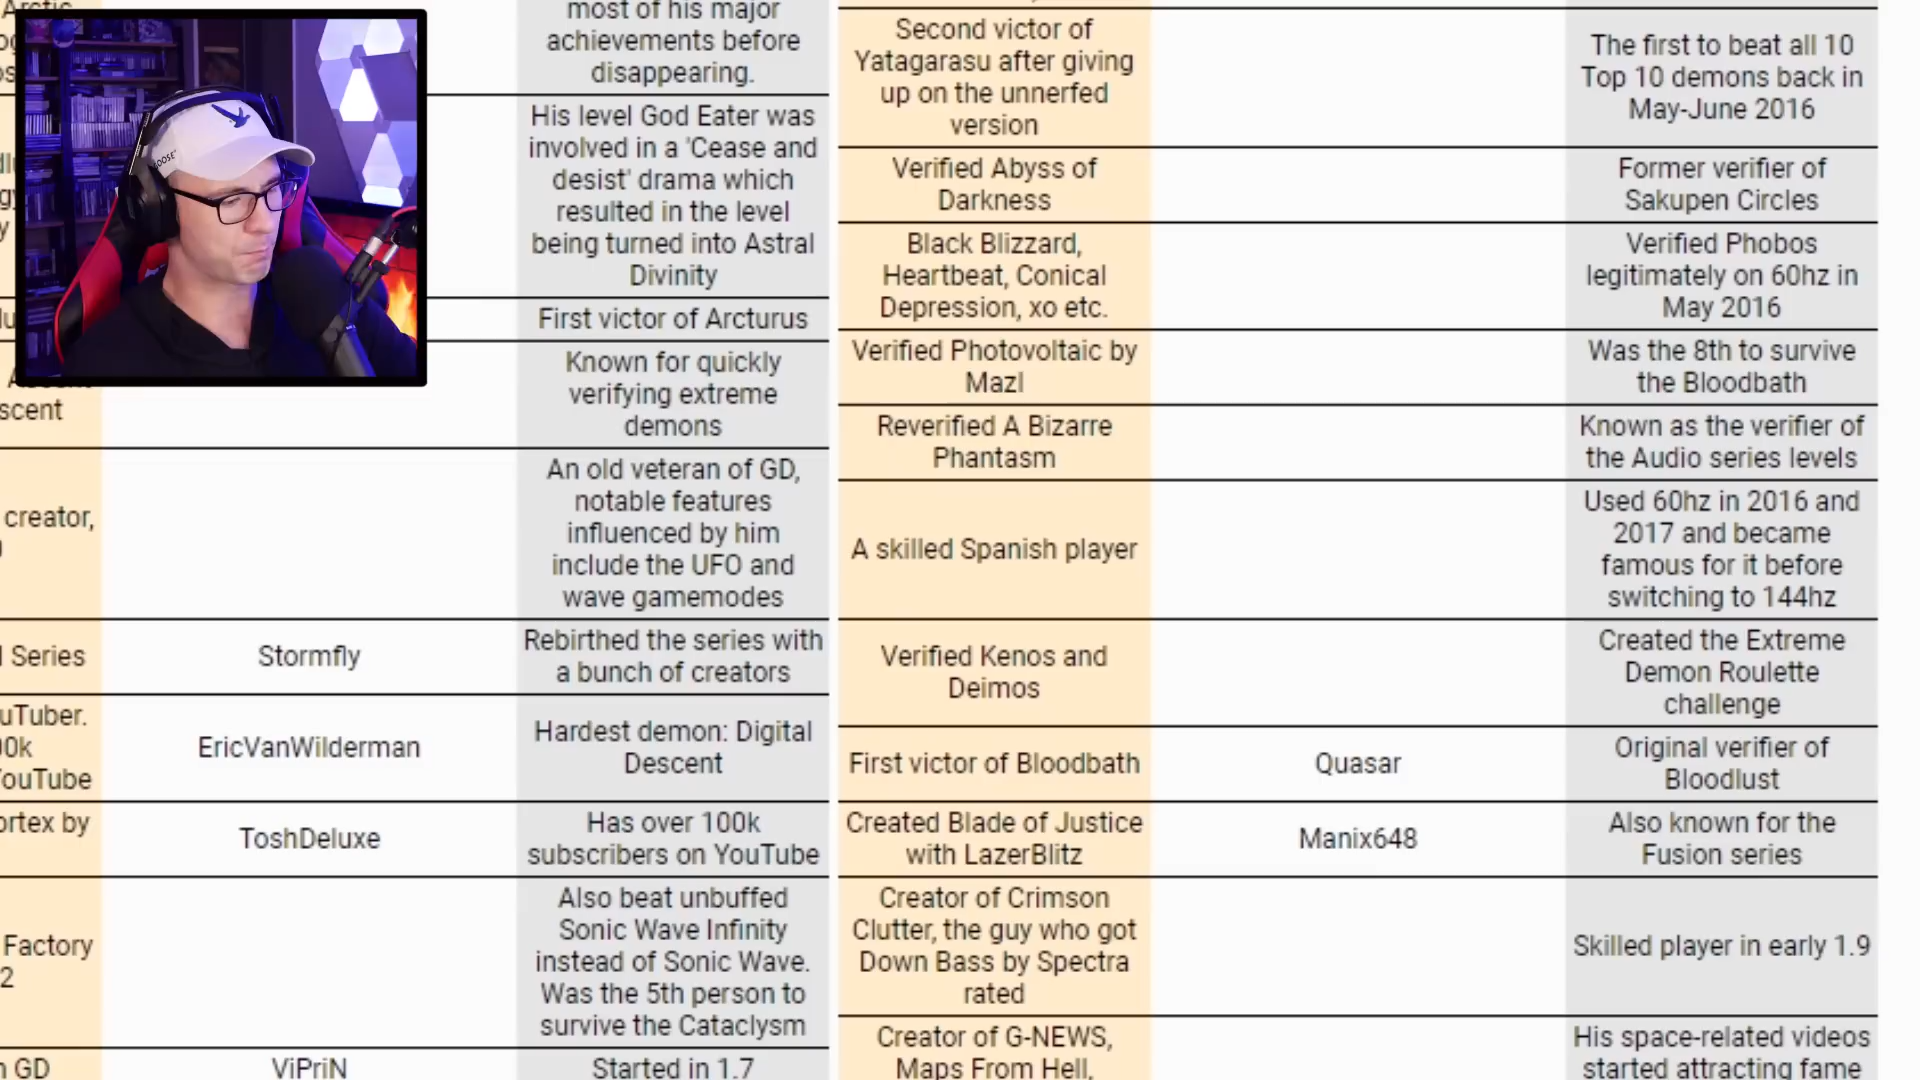 Arctic
most of his major
achievements before
disappearing.
His level God Eater was
involved in a 'Cease and
desist' drama which
resulted in the level
being turned into Astral
Divinity
First victor of Arcturus
scent
Known for quickly
verifying extreme
demons
creator,
An old veteran of GD,
notable features
influenced by him
include the UFO and
wave gamemodes
Series
Stormfly
Rebirthed the series with
a bunch of creators
uTuber.
00k
YouTube
EricVanWilderman
Hardest demon: Digital
Descent
ortex by
ToshDeluxe
Has over 100k
subscribers on YouTube
Factory
2
Also beat unbuffed
Sonic Wave Infinity
instead of Sonic Wave.
Was the 5th person to
survive the Cataclysm
GD
ViPriN
Started in 1.7
Second victor of
Yatagarasu after giving
up on the unnerfed
version
The first to beat all 10
Top 10 demons back in
May-June 2016
Verified Abyss of
Darkness
Former verifier of
Sakupen Circles
Black Blizzard,
Heartbeat, Conical
Depression, xo etc.
Verified Phobos
legitimately on 60hz in
May 2016
Verified Photovoltaic by
MazI
Was the 8th to survive
the Bloodbath
Reverified A Bizarre
Phantasm
Known as the verifier of
the Audio series levels
A skilled Spanish player
Used 60hz in 2016 and
2017 and became
famous for it before
switching to 144hz
Verified Kenos and
Deimos
Created the Extreme
Demon Roulette
challenge
First victor of Bloodbath
Quasar
Original verifier of
Bloodlust
Created Blade of Justice
with LazerBlitz
Manix648
Also known for the
Fusion series
Creator of Crimson
Clutter, the guy who got
Down Bass by Spectra
rated
Skilled player in early 1.9
Creator of G-NEWS,
Maps From Hell,
His space-related videos
started attracting fame